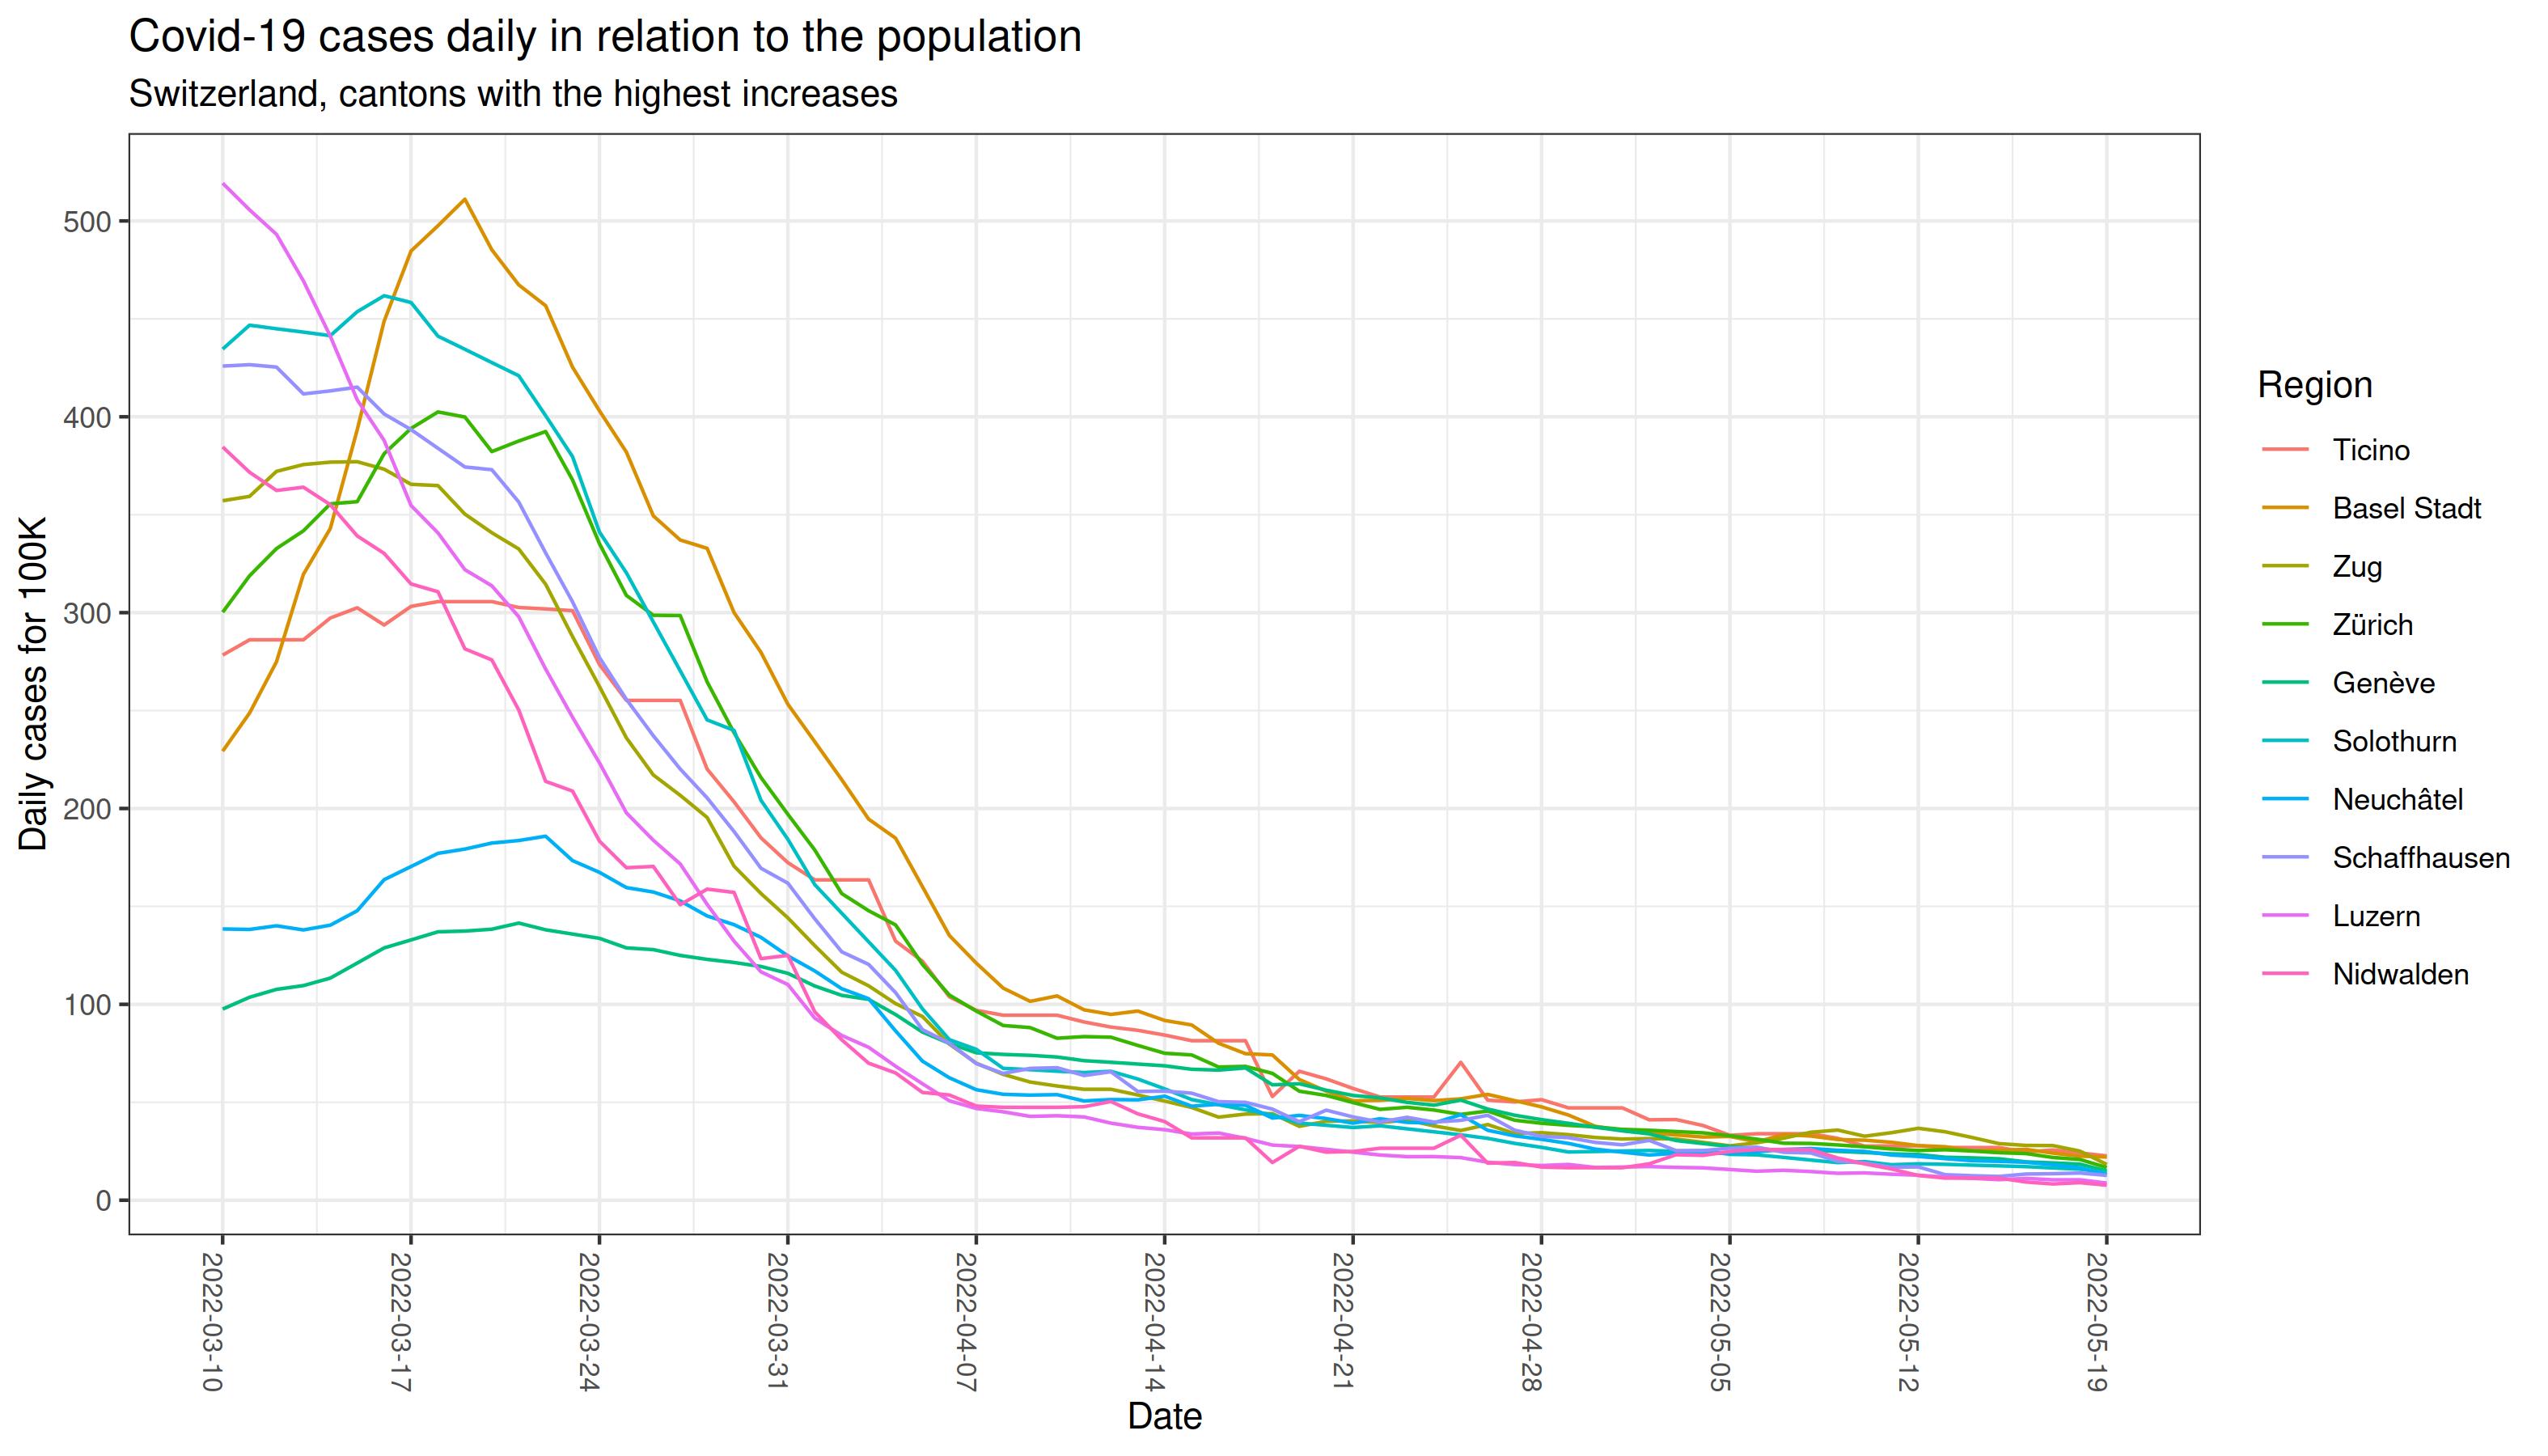 Covid-19 cases daily in relation to the population
Switzerland, cantons with the highest increases
Daily cases for 100K
500
400
300
200
100
0
2022-03-10
2022-03-17
2022-03-24
2022-03-31
2022-04-07
2022-04-14
2022-04-21
2022-04-28
2022-05-05
2022-05-12
2022-05-19
Date
Region
Ticino
Basel Stadt
Zug
Zürich
Genève
Solothurn
Neuchâtel
Schaffhausen
Luzern
Nidwalden